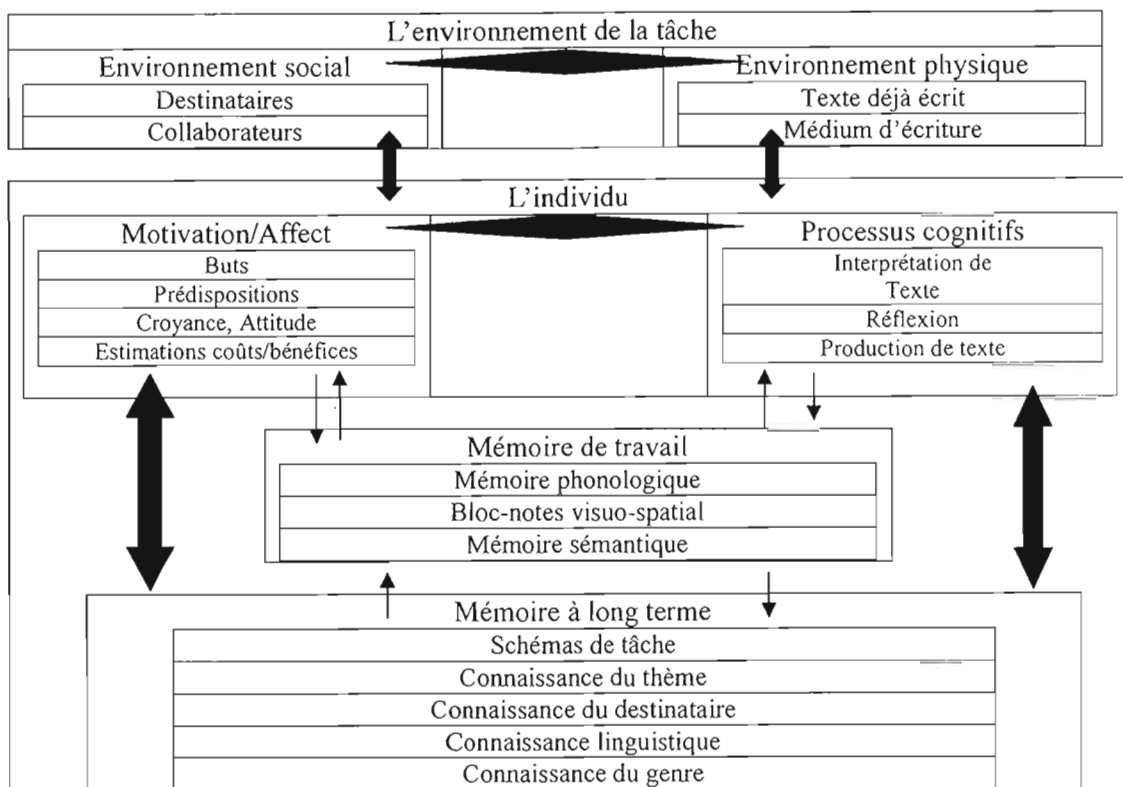 L'environnement de la tâche
Environnement social
Destinataires
Collaborateurs
Environnement physique
Texte déjà écrit
Médium d'écriture
L'individu
Motivation/Affect
Buts
Prédispositions
Croyance, Attitude
Estimations coûts/bénéfices
Processus cognitifs
Interprétation de
Texte
Réflexion
Production de texte
Mémoire de travail
Mémoire phonologique
Bloc-notes visuo-spatial
Mémoire sémantique
Mémoire à long terme
Schémas de tâche
Connaissance du thème
Connaissance du destinataire
Connaissance linguistique
Connaissance du genre